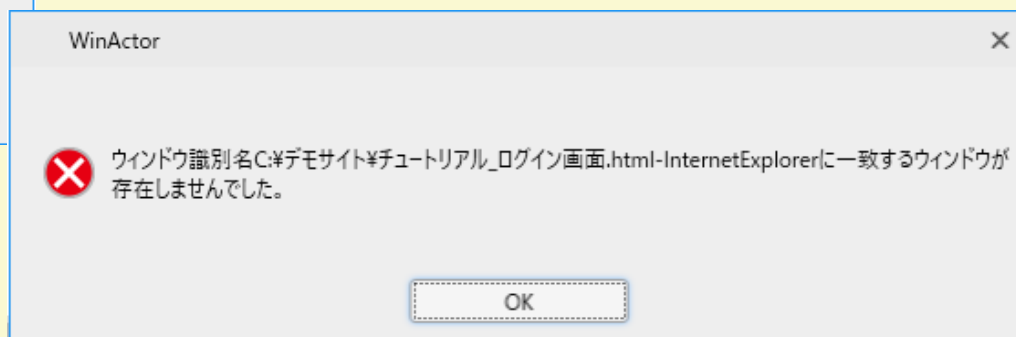 WinActor
ウィンドウ識別名C:¥デモサイト¥チュートリアル_ログイン画面.html-InternetExplorerに一致するウィンドウが
存在しませんでした。
OK